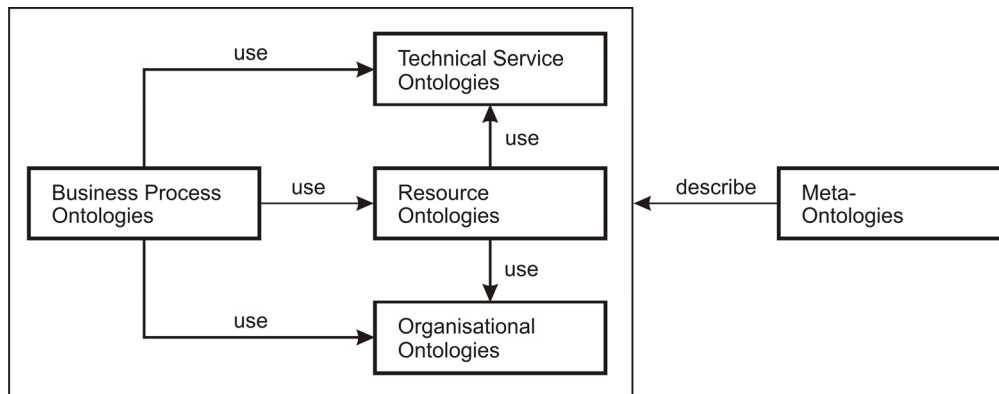 use
Technical Service
Ontologies
use
Business Process
Ontologies
use
Resource
Ontologies
describe
Meta-
Ontologies
use
use
Organisational
Ontologies